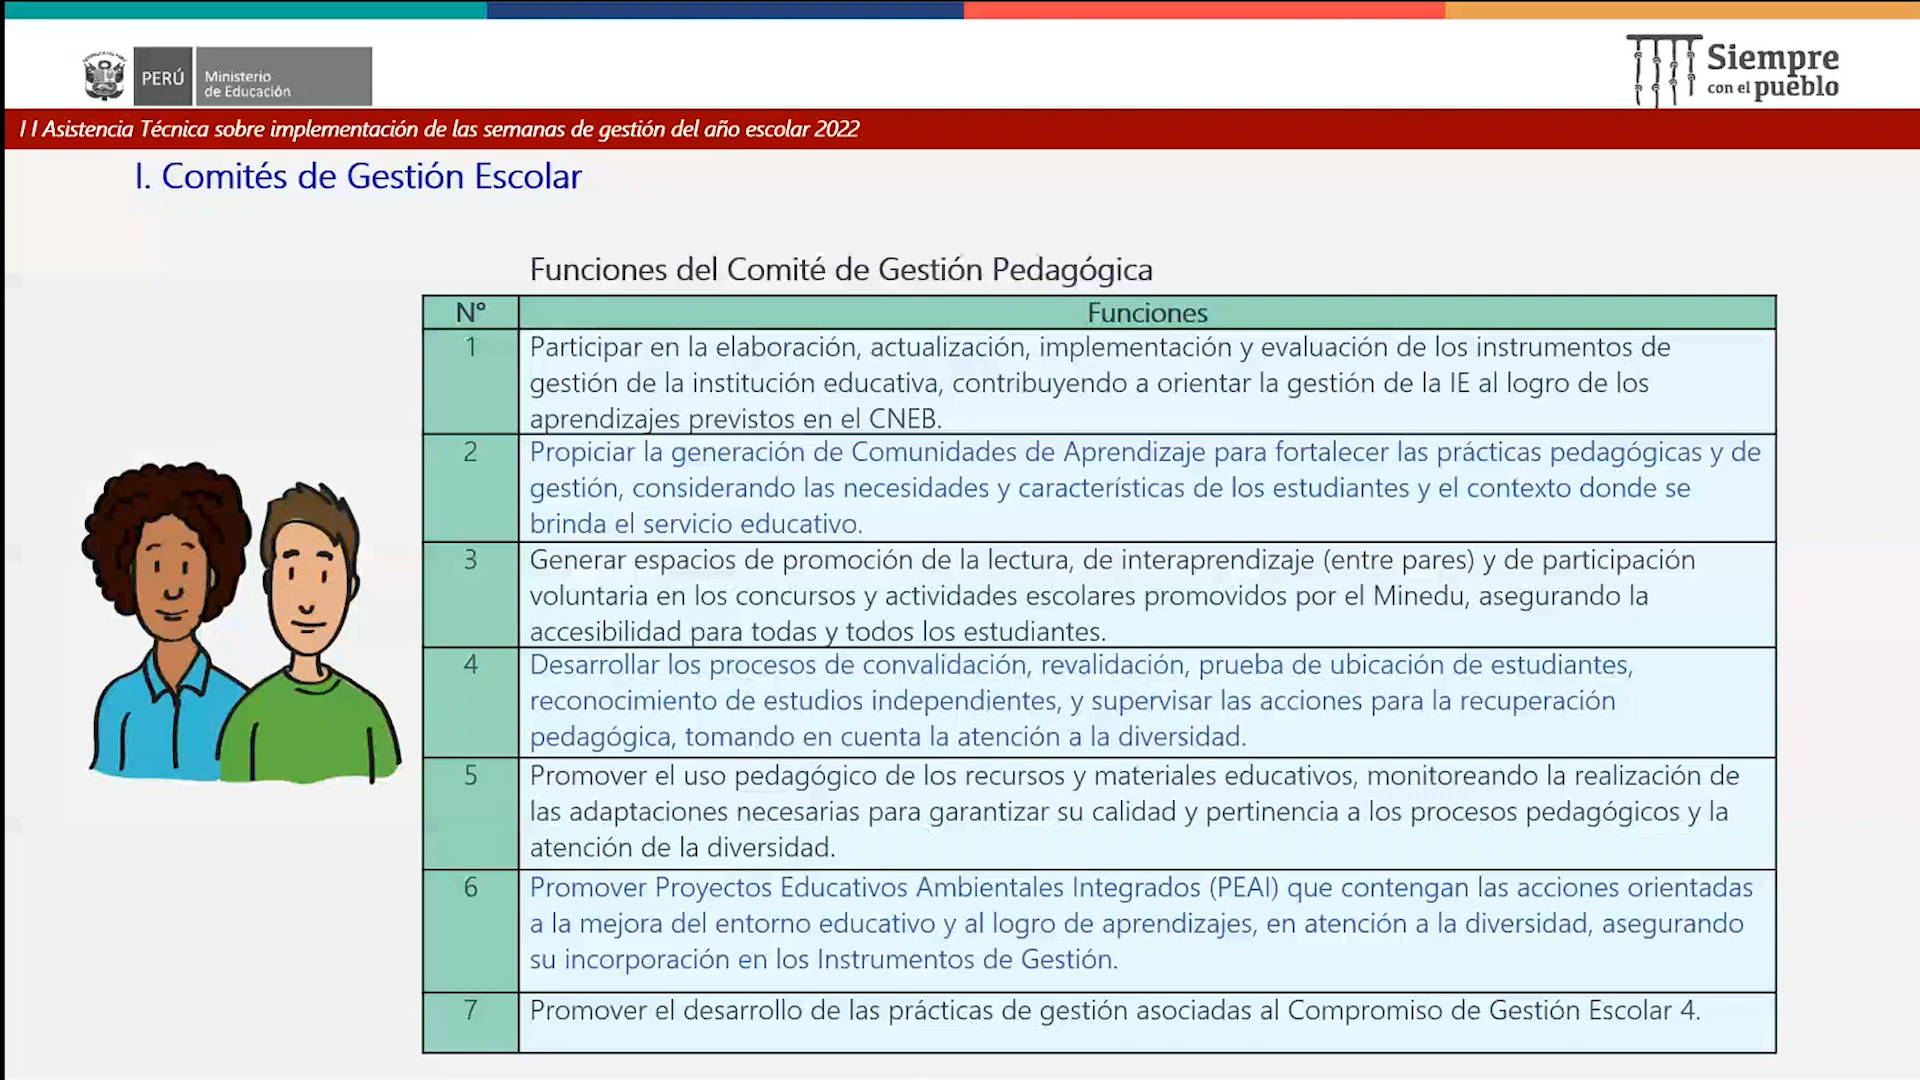 PERÚ
Ministerio
de Educación
Siempre
con el pueblo
I I Asistencia Técnica sobre implementación de las semanas de gestión del año escolar 2022
I. Comités de Gestión Escolar
Funciones del Comité de Gestión Pedagógica
N° Funciones
1 Participar en la elaboración, actualización, implementación y evaluación de los instrumentos de
gestión de la institución educativa, contribuyendo a orientar la gestión de la IE al logro de los
aprendizajes previstos en el CNEB.
2 Propiciar la generación de Comunidades de Aprendizaje para fortalecer las prácticas pedagógicas y de
gestión, considerando las necesidades y características de los estudiantes y el contexto donde se
brinda el servicio educativo.
3 Generar espacios de promoción de la lectura, de interaprendizaje (entre pares) y de participación
voluntaria en los concursos y actividades escolares promovidos por el Minedu, asegurando la
accesibilidad para todas y todos los estudiantes.
4 Desarrollar los procesos de convalidación, revalidación, prueba de ubicación de estudiantes,
reconocimiento de estudios independientes, y supervisar las acciones para la recuperación
pedagógica, tomando en cuenta la atención a la diversidad.
5 Promover el uso pedagógico de los recursos y materiales educativos, monitoreando la realización de
las adaptaciones necesarias para garantizar su calidad y pertinencia a los procesos pedagógicos y la
atención de la diversidad.
6 Promover Proyectos Educativos Ambientales Integrados (PEAI) que contengan las acciones orientadas
a la mejora del entorno educativo y al logro de aprendizajes, en atención a la diversidad, asegurando
su incorporación en los Instrumentos de Gestión.
7 Promover el desarrollo de las prácticas de gestión asociadas al Compromiso de Gestión Escolar 4.